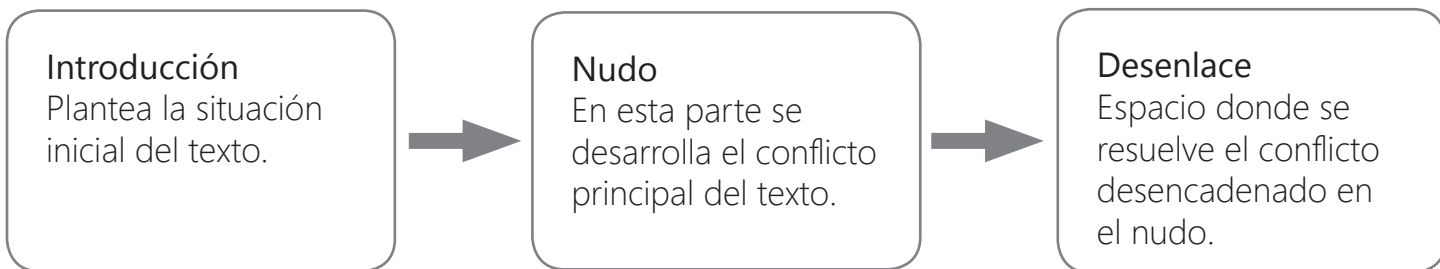 Introducción
Plantea la situación
inicial del texto.
Nudo
En esta parte se
desarrolla el conflicto
principal del texto.
Desenlace
Espacio donde se
resuelve el conflicto
desencadenado en
el nudo.